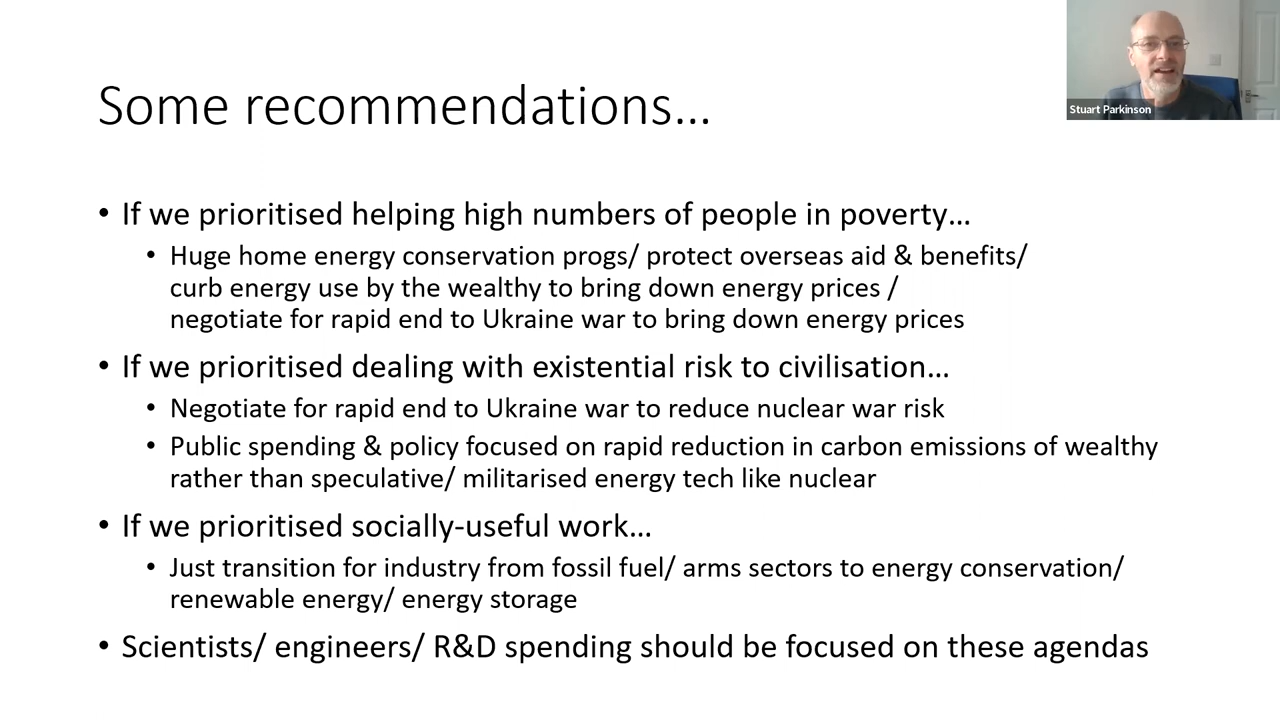 Some recommendations…
Stuart Parkinson
• If we prioritised helping high numbers of people in poverty…
• Huge home energy conservation progs/ protect overseas aid & benefits/
curb energy use by the wealthy to bring down energy prices /
negotiate for rapid end to Ukraine war to bring down energy prices
• If we prioritised dealing with existential risk to civilisation…
• Negotiate for rapid end to Ukraine war to reduce nuclear war risk
• Public spending & policy focused on rapid reduction in carbon emissions of wealthy
rather than speculative/ militarised energy tech like nuclear
• If we prioritised socially-useful work…
• Just transition for industry from fossil fuel/ arms sectors to energy conservation/
renewable energy/ energy storage
• Scientists/ engineers/ R&D spending should be focused on these agendas